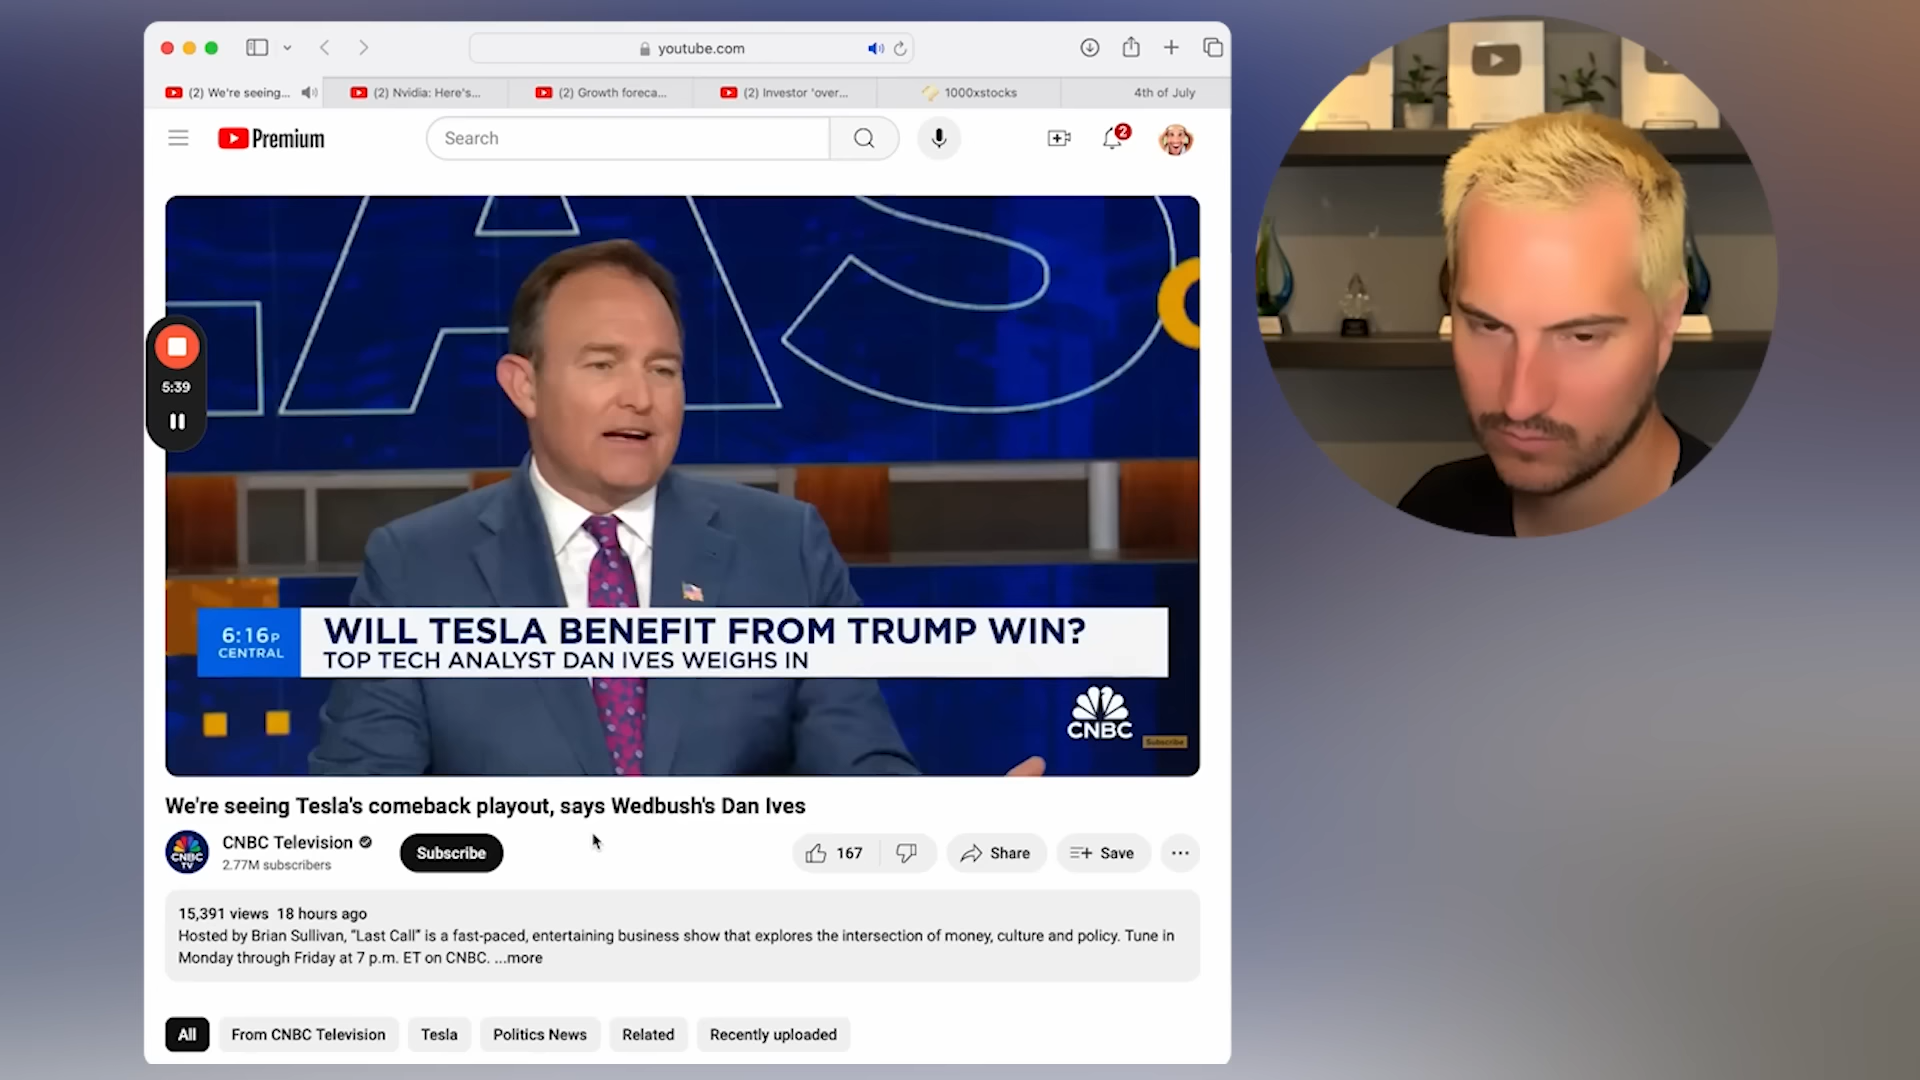 youtube.com
(2) We're seeing...
(2) Nvidia: Here's...
(2) Growth foreca...
(2) Investor 'over...
1000xstocks
4th of July
Premium
Search
2
5:39
6:16P
CENTRAL
WILL TESLA BENEFIT FROM TRUMP WIN?
TOP TECH ANALYST DAN IVES WEIGHS IN
CNBC
Subscribe
We're seeing Tesla's comeback playout, says Wedbush's Dan Ives
CNBC
TV
CNBC Television
2.77M subscribers
Subscribe
167
Share
Save
15,391 views 18 hours ago
Hosted by Brian Sullivan, “Last Call” is a fast-paced, entertaining business show that explores the intersection of money, culture and policy. Tune in
Monday through Friday at 7 p.m. ET on CNBC. ...more
All
From CNBC Television
Tesla
Politics News
Related
Recently uploaded